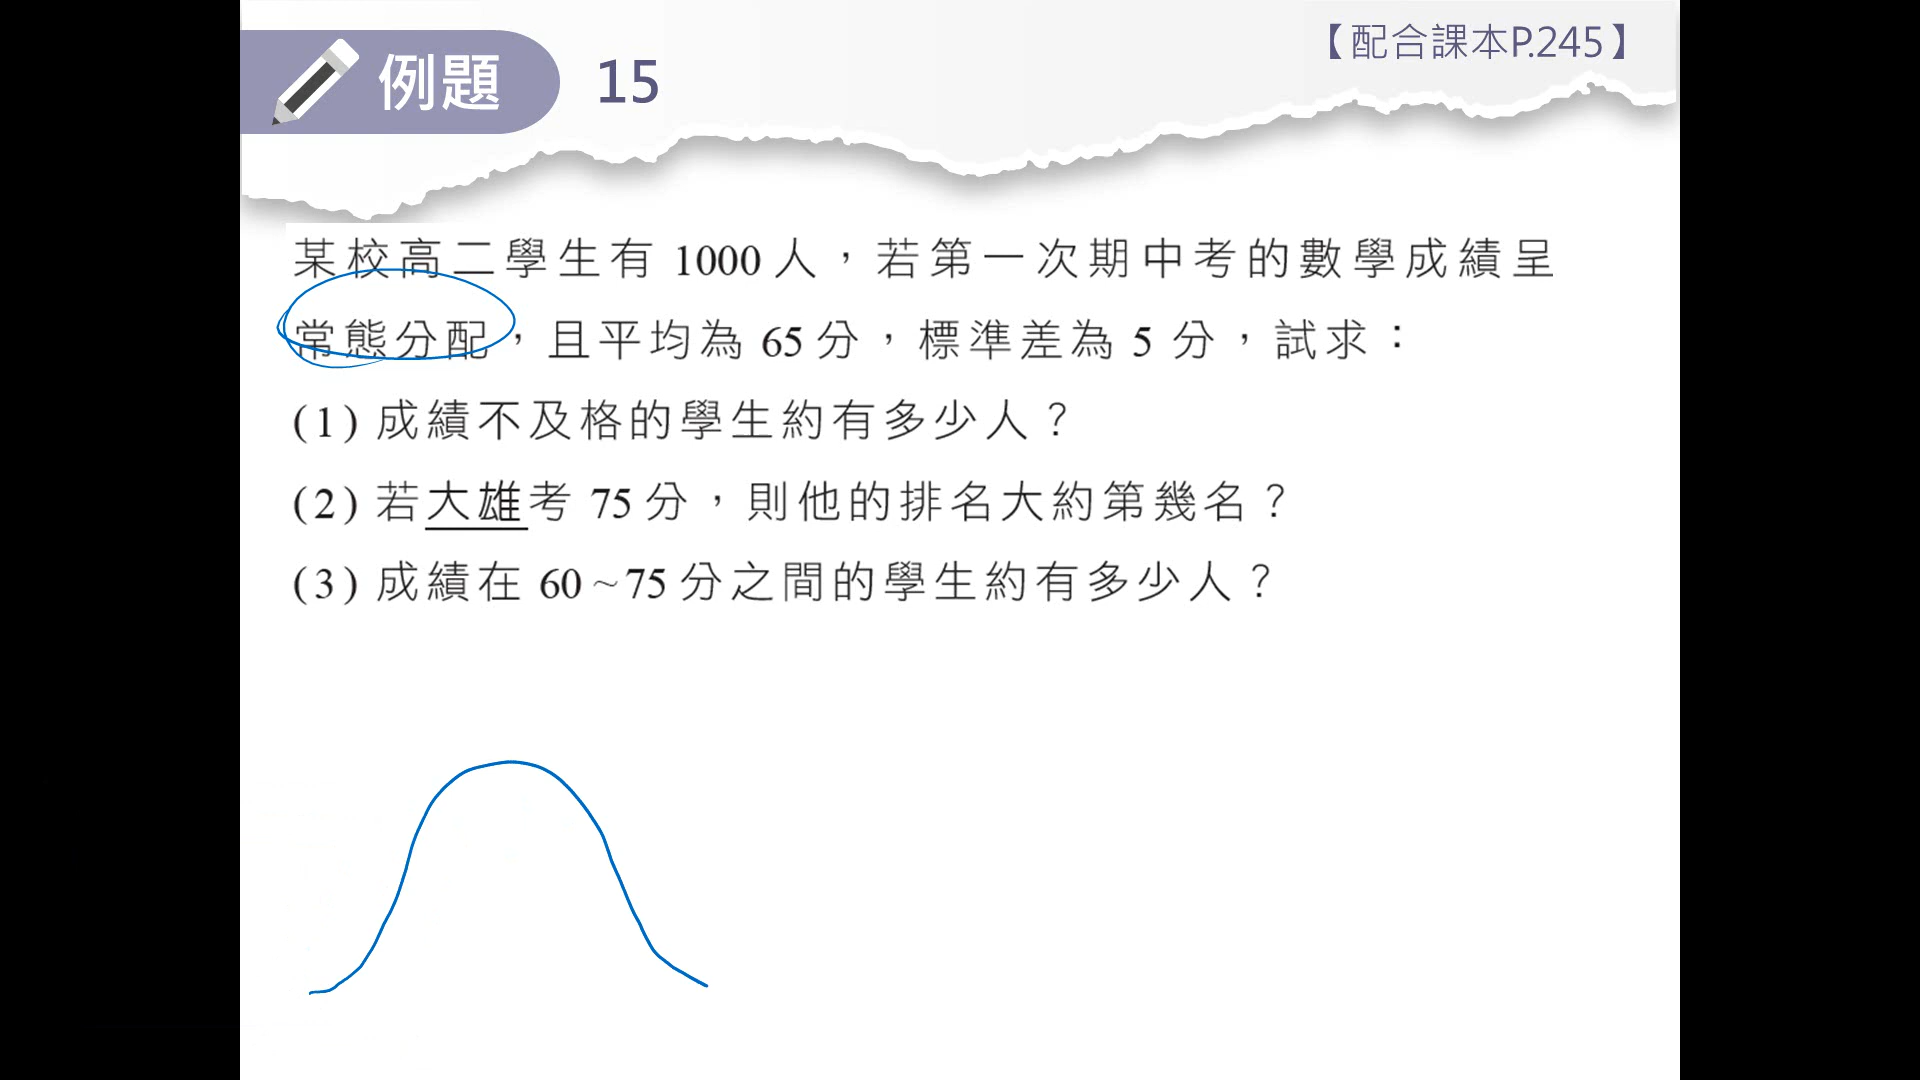 【配合課本P.245】
例題 15
某校高二學生有 1000 人，若第一次期中考的數學成績呈
常態分配，且平均為 65 分，標準差為 5 分，試求：
(1) 成績不及格的學生約有多少人？
(2) 若大雄考 75 分，則他的排名大約第幾名？
(3) 成績在 60 ~ 75 分之間的學生約有多少人？